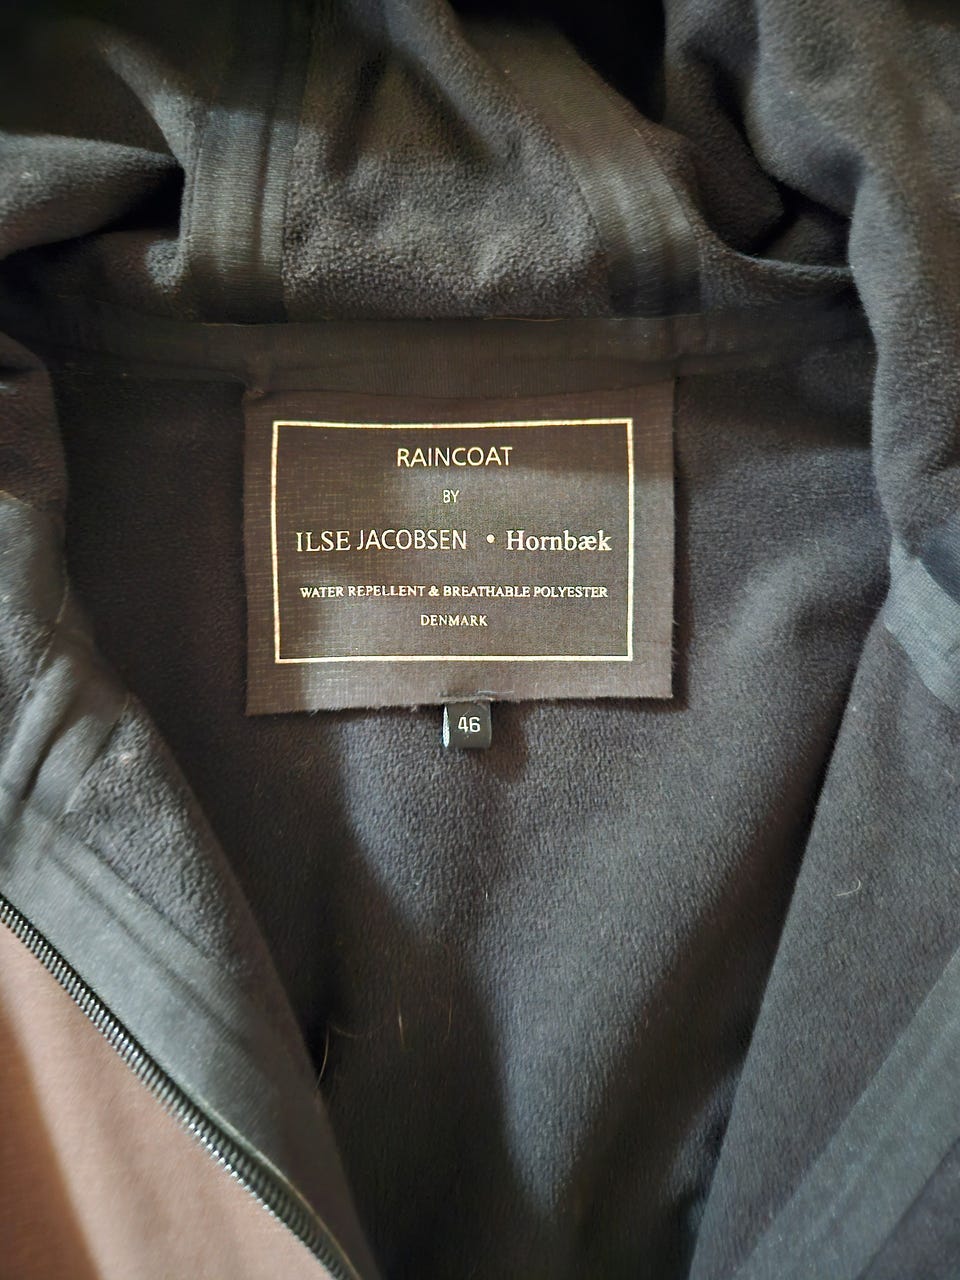 RAINCOAT
BY
ILSE JACOBSEN • Hornbæk
WATER REPELLENT & BREATHABLE POLYESTER
DENMARK
46